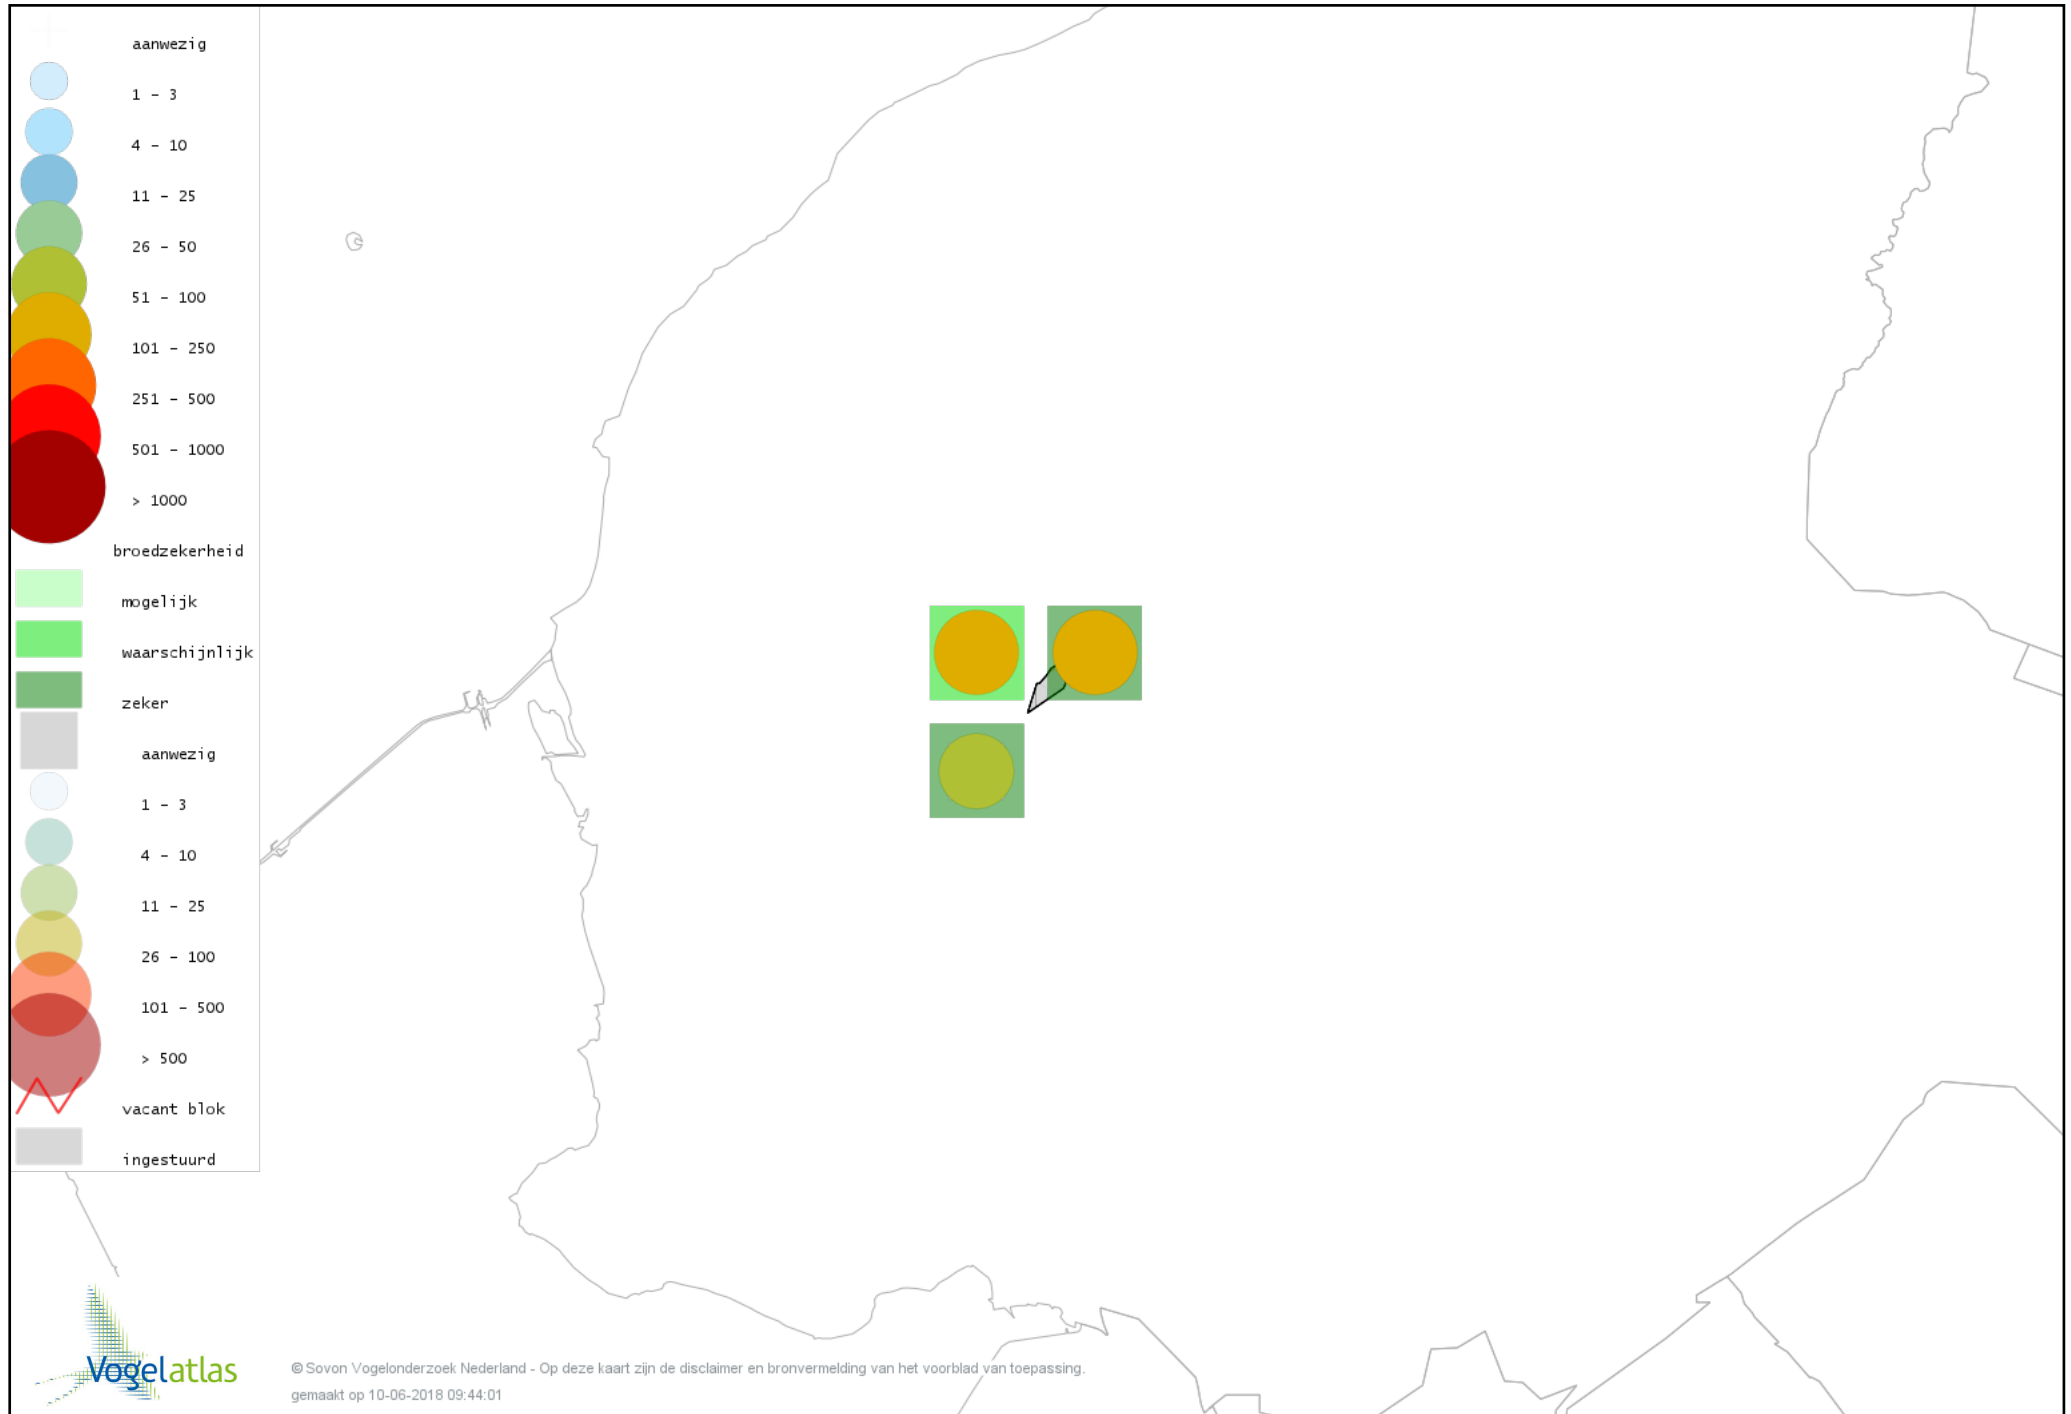 aanwezig
1 - 3
4 - 10
11 - 25
26 - 50
51 - 100
101 - 250
251 - 500
501 - 1000
> 1000
broedzekerheid
mogelijk
waarschijnlijk
zeker
aanwezig
1 - 3
4 - 10
11 - 25
26 - 100
101 - 500
> 500
vacant blok
ingestuurd
Vogelatlas
© Sovon Vogelonderzoek Nederland - Op deze kaart zijn de disclaimer en bronvermelding van het voorblad van toepassing.
gemaakt op 10-06-2018 09:44:01